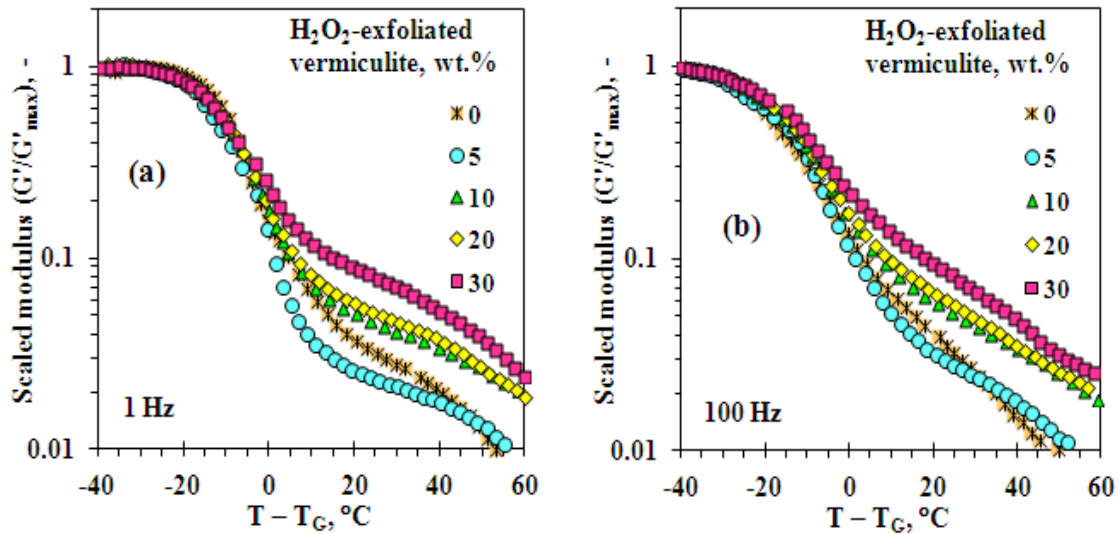 H₂O₂-exfoliated
vermiculite, wt.%
0
5
10
20
30
(a)
1 Hz
Scaled modulus (G'/G'max), -
1
0.1
0.01
-40 -20 0 20 40 60
T – TG, ºC
H₂O₂-exfoliated
vermiculite, wt.%
0
5
10
20
30
(b)
100 Hz
Scaled modulus (G'/G'max), -
1
0.1
0.01
-40 -20 0 20 40 60
T – TG, ºC